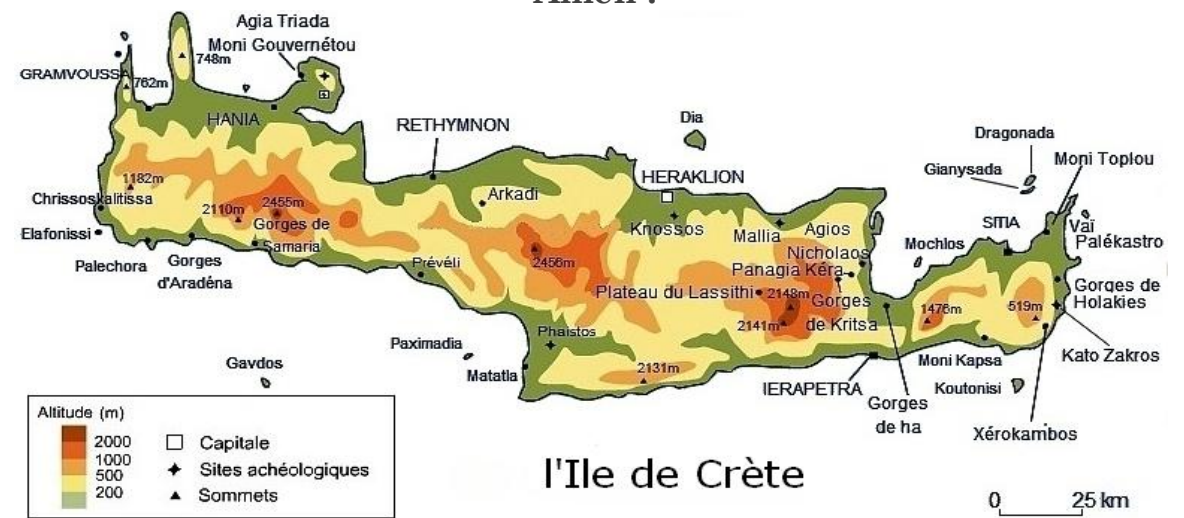 Amen !
Agia Triada
Moni Gouvernétou
748m
GRAMVOUSSA
762m
HANIA
RETHYMNON
Dia
Dragonada
Gianysada
Moni Toplou
HERAKLION
1182m
Chrissoskalitissa
2110m
2455m
Gorges de
Samaria
Arkadi
Knossos
Mallia
Agios
Nicholaos
SITIA
Vaï
Palékastro
Mochlos
Elafonissi
Palechora
Gorges
d'Aradéna
Prévéli
2456m
Panagia Kéra
Plateau du Lassithi
2148m
Gorges
de Kritsa
2141m
1476m
519m
Gorges de
Holakies
Phaistos
Paximadia
Matatla
Gavdos
2131m
IERAPETRA
Gorges
de ha
Moni Kapsa
Koutonisi
Kato Zakros
Xérokambos
Altitude (m)
2000
1000
500
200
Capitale
Sites achéologiques
Sommets
l'Ile de Crète
0 25 km